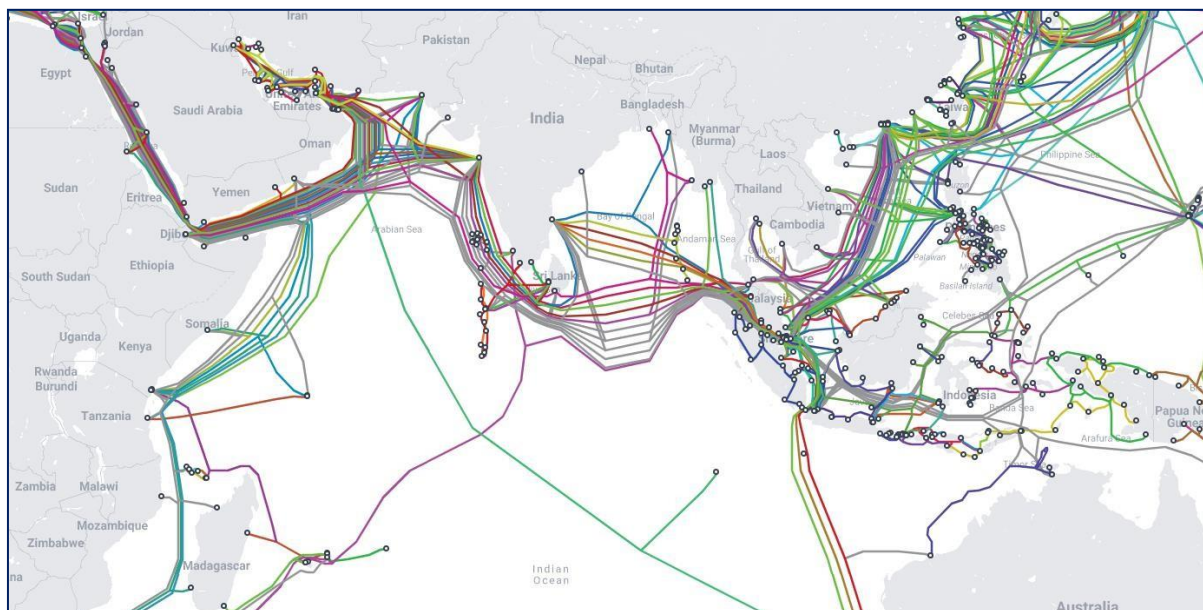 Iran
Jordan
Pakistan
Nepal
Bhutan
Egypt
Emirates
Bangladesh
Saudi Arabia
India
Myanmar
(Burma)
Oman
Laos
Philippine Sea
Sudan
Thailand
Yemen
Eritrea
Vietnam
Bay of Bengal
Cambodia
Arabian Sea
Andaman Sea
Gulf of
Thailand
Ethiopia
Palawan
South Sudan
Sri Lanka
Basilan Island
Somalia
Celebes Sea
Uganda
Kenya
Rwanda
Burundi
Indonesia
Banda Sea
Tanzania
Arafura Sea
Zambia
Malawi
Mozambique
Zimbabwe
Madagascar
Indian
Ocean
Australia